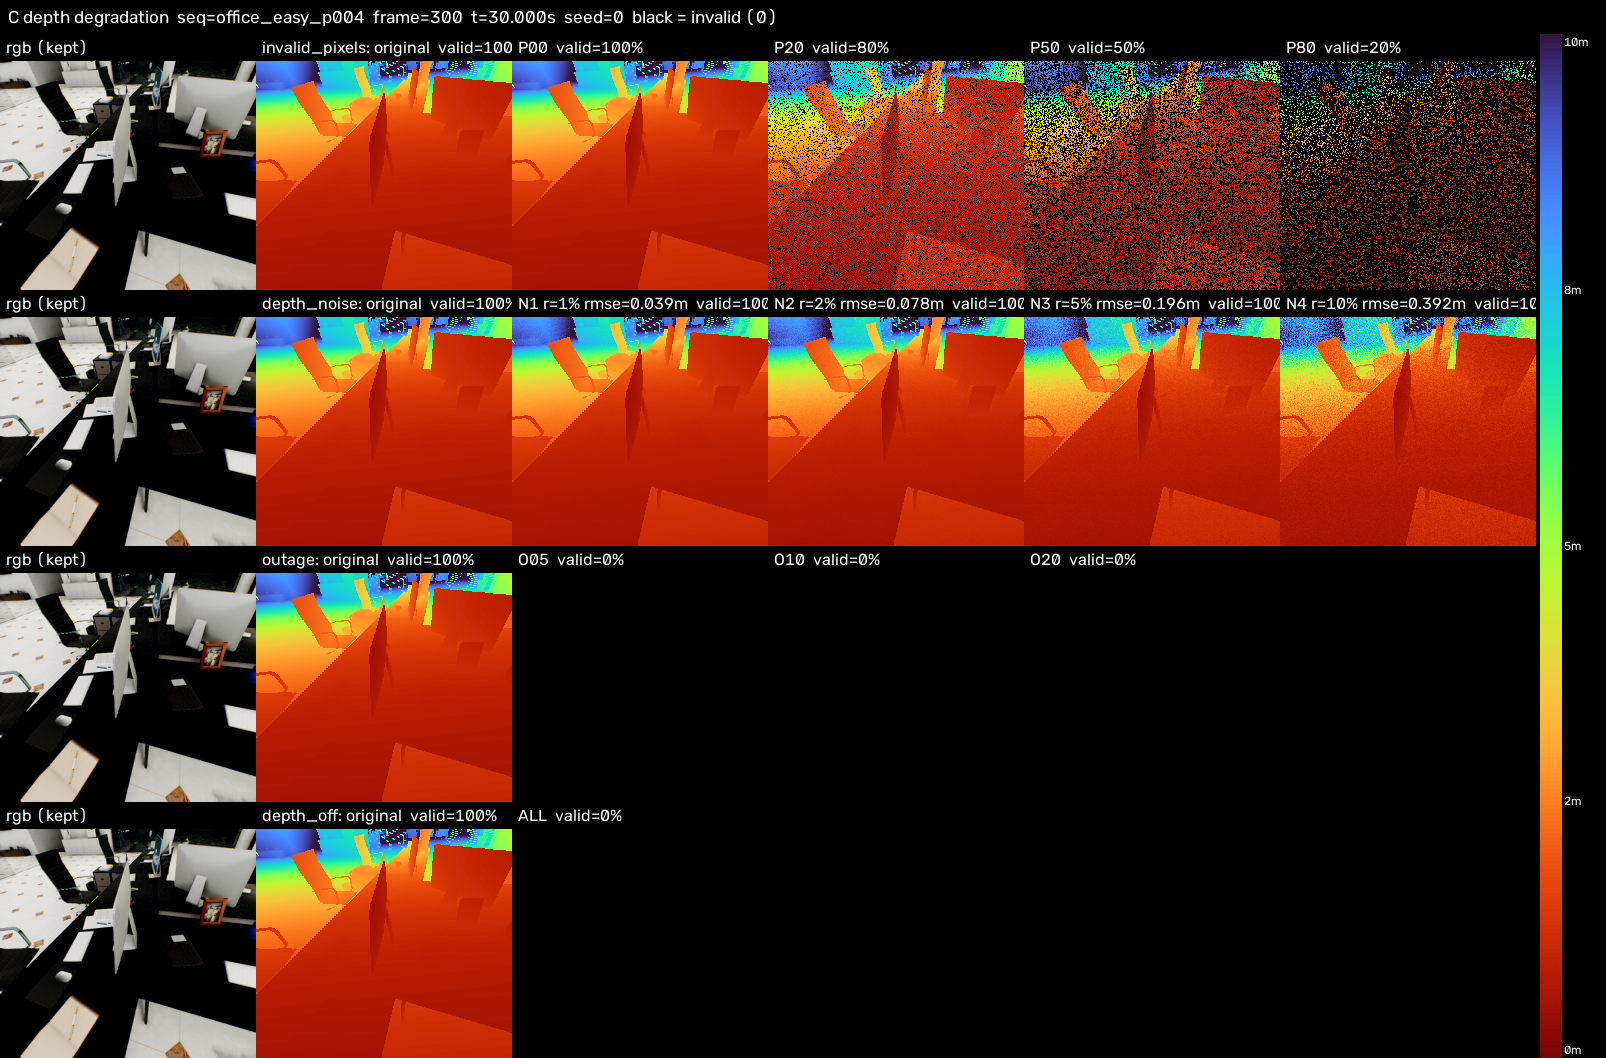 C depth degradation seq=office_easy_p004 frame=300 t=30.000s seed=0 black = invalid (0)
rgb (kept) invalid_pixels: original valid=100 P00 valid=100% P20 valid=80% P50 valid=50% P80 valid=20%
10m
rgb (kept) depth_noise: original valid=100% N1 r=1% rmse=0.039m valid=100 N2 r=2% rmse=0.078m valid=100 N3 r=5% rmse=0.196m valid=100 N4 r=10% rmse=0.392m valid=10
8m
5m
rgb (kept) outage: original valid=100% O05 valid=0% O10 valid=0% O20 valid=0%
2m
rgb (kept) depth_off: original valid=100% ALL valid=0%
0m